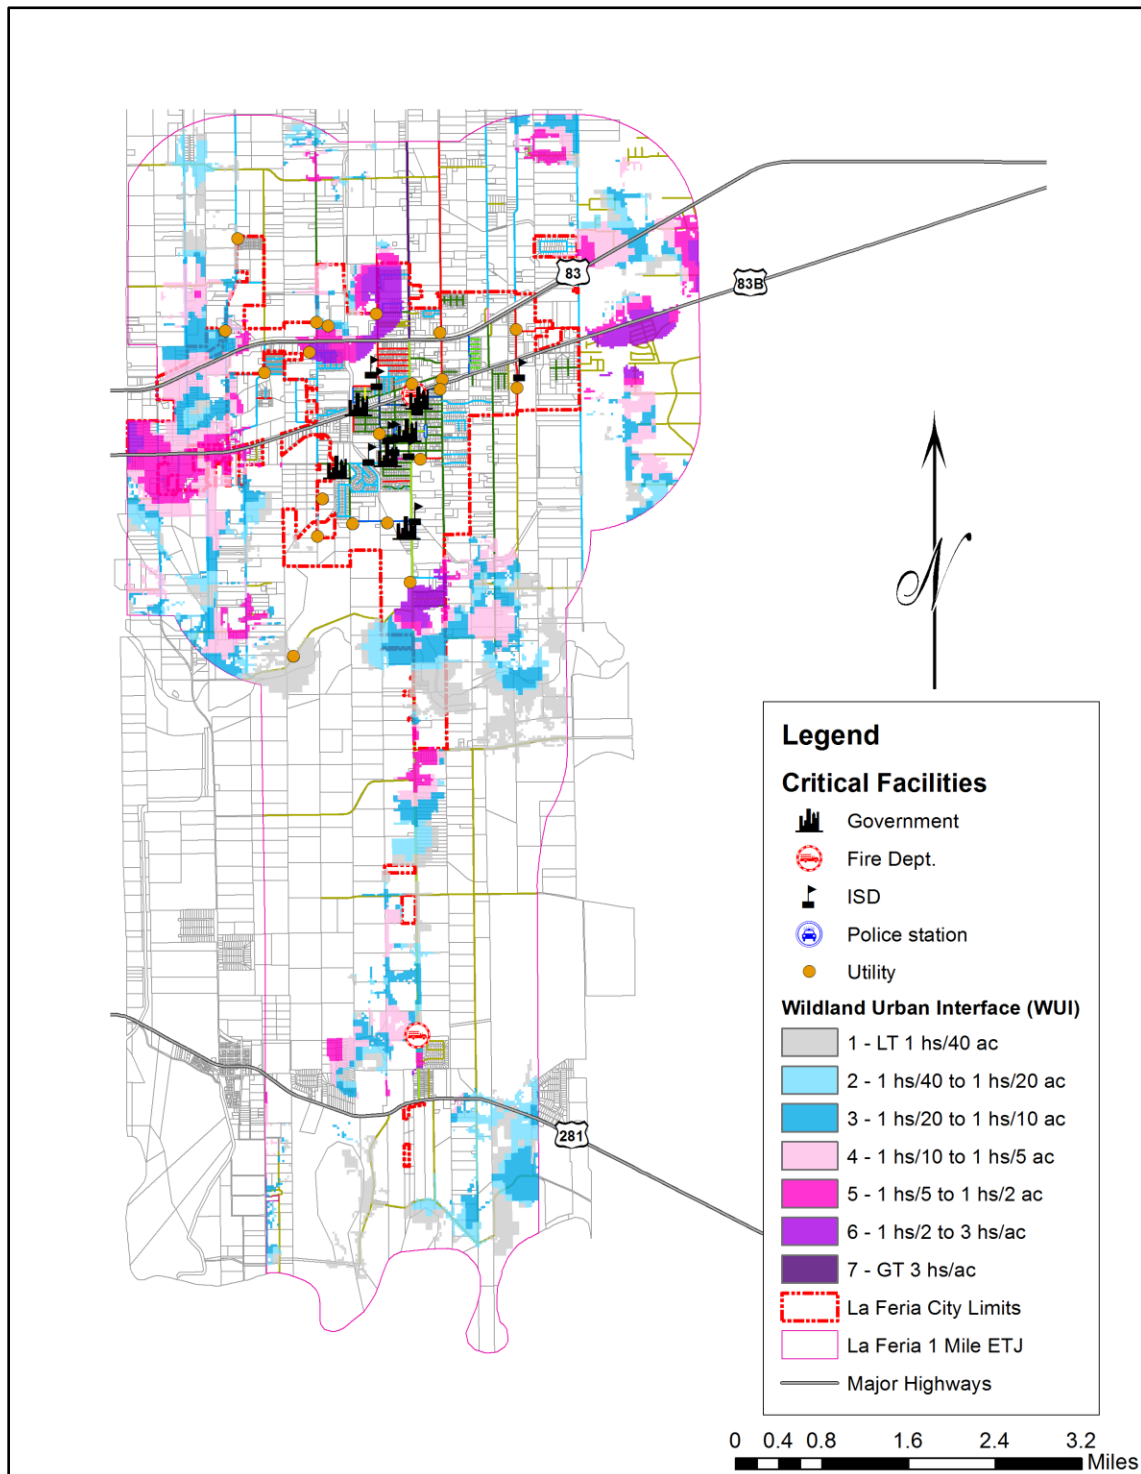 83
83B
N
281
Legend
Critical Facilities
Government
Fire Dept.
ISD
Police station
Utility
Wildland Urban Interface (WUI)
1 - LT 1 hs/40 ac
2 - 1 hs/40 to 1 hs/20 ac
3 - 1 hs/20 to 1 hs/10 ac
4 - 1 hs/10 to 1 hs/5 ac
5 - 1 hs/5 to 1 hs/2 ac
6 - 1 hs/2 to 3 hs/ac
7 - GT 3 hs/ac
La Feria City Limits
La Feria 1 Mile ETJ
Major Highways
0 0.4 0.8 1.6 2.4 3.2
Miles